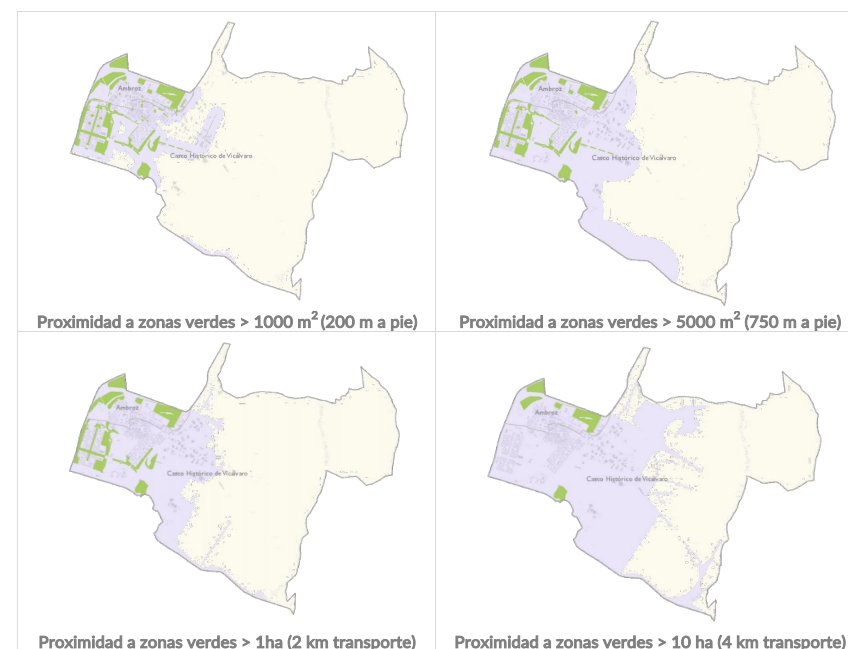 Ambroz
Casco Histórico de Vicálvaro
Proximidad a zonas verdes > 1000 m² (200 m a pie)
Ambroz
Casco Histórico de Vicálvaro
Proximidad a zonas verdes > 5000 m² (750 m a pie)
Ambroz
Casco Histórico de Vicálvaro
Proximidad a zonas verdes > 1ha (2 km transporte)
Ambroz
Casco Histórico de Vicálvaro
Proximidad a zonas verdes > 10 ha (4 km transporte)